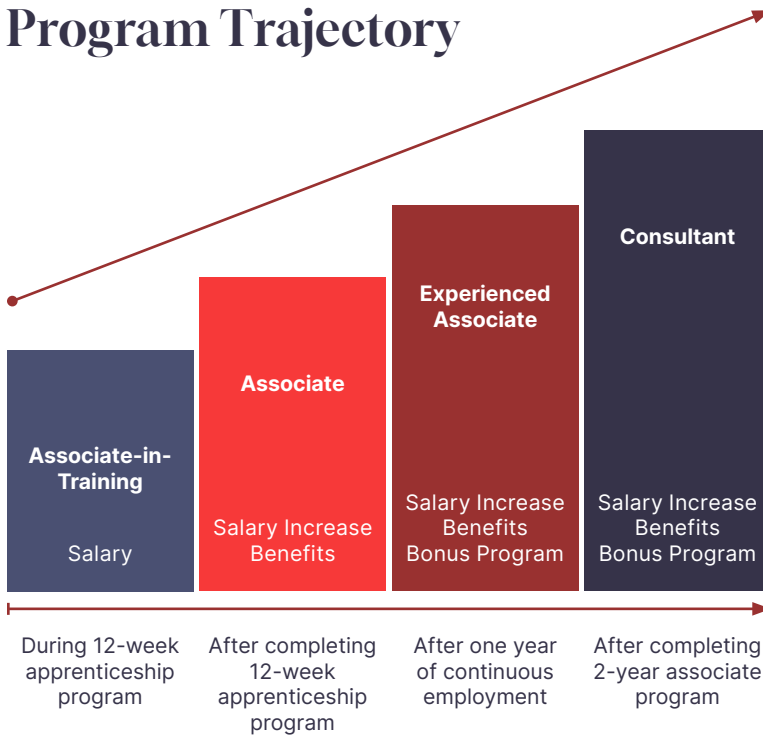 Program Trajectory
Associate-in-
Training
Salary
Associate
Salary Increase
Benefits
Experienced
Associate
Salary Increase
Benefits
Bonus Program
Consultant
Salary Increase
Benefits
Bonus Program
During 12-week
apprenticeship
program
After completing
12-week
apprenticeship
program
After one year
of continuous
employment
After completing
2-year associate
program